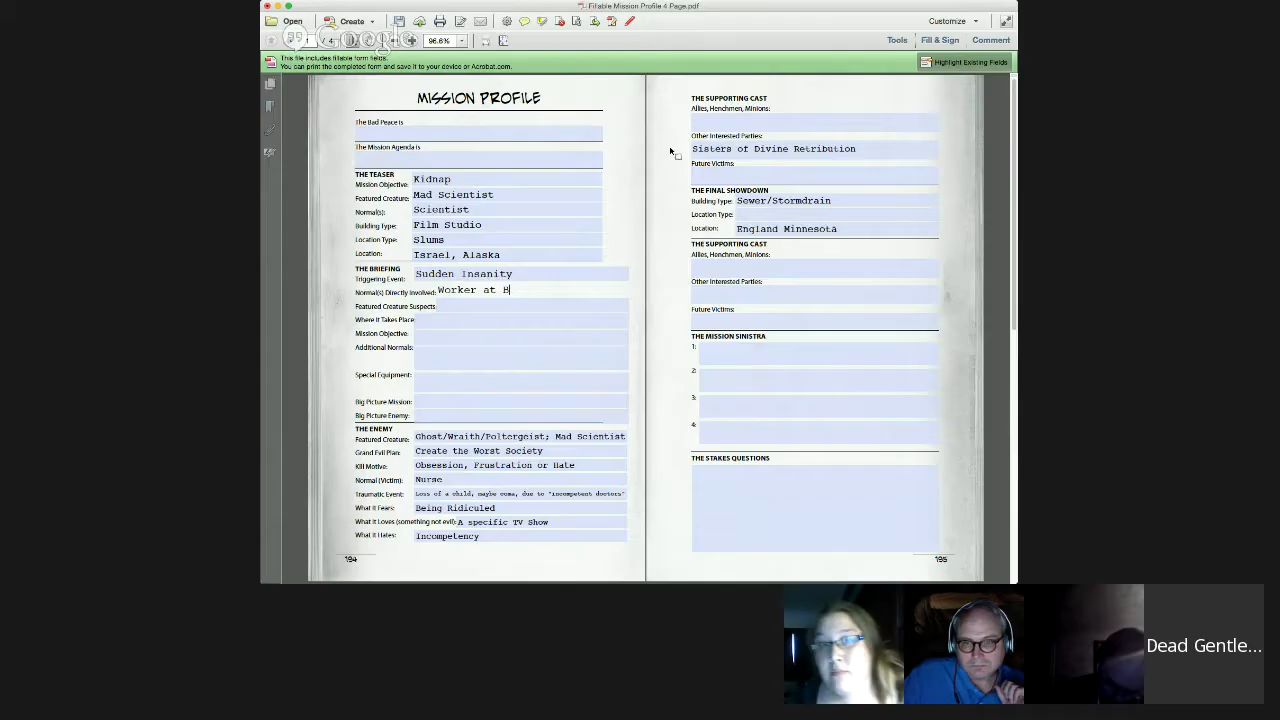 Fillable Mission Profile 4 Page.pdf
Open
Create
Customize
Google
/ 4
96.6%
Tools
Fill & Sign
Comment
This file includes fillable form fields.
You can print the completed form and save it to your device or Acrobat.com.
Highlight Existing Fields
MISSION PROFILE
The Bad Peace is
The Mission Agenda is
THE TEASER
Mission Objective: Kidnap
Featured Creature: Mad Scientist
Normal(s): Scientist
Building Type: Film Studio
Location Type: Slums
Location: Israel, Alaska
THE BRIEFING
Triggering Event: Sudden Insanity
Normal(s) Directly Involved: Worker at B
Featured Creature Suspects:
Where It Takes Place:
Mission Objective:
Additional Normals:
Special Equipment:
Big Picture Mission:
Big Picture Enemy:
THE ENEMY
Featured Creature: Ghost/Wraith/Poltergeist; Mad Scientist
Grand Evil Plan: Create the Worst Society
Kill Motive: Obsession, Frustration or Hate
Normal (Victim): Nurse
Traumatic Event: Loss of a child, maybe coma, due to "incompetent doctors"
What It Fears: Being Ridiculed
What It Loves (something not evil): A specific TV Show
What It Hates: Incompetency
194
THE SUPPORTING CAST
Allies, Henchmen, Minions:
Other Interested Parties:
Sisters of Divine Retribution
Future Victims:
THE FINAL SHOWDOWN
Building Type: Sewer/Stormdrain
Location Type:
Location: England Minnesota
THE SUPPORTING CAST
Allies, Henchmen, Minions:
Other Interested Parties:
Future Victims:
THE MISSION SINISTRA
1:
2:
3:
4:
THE STAKES QUESTIONS
195
Dead Gentle...